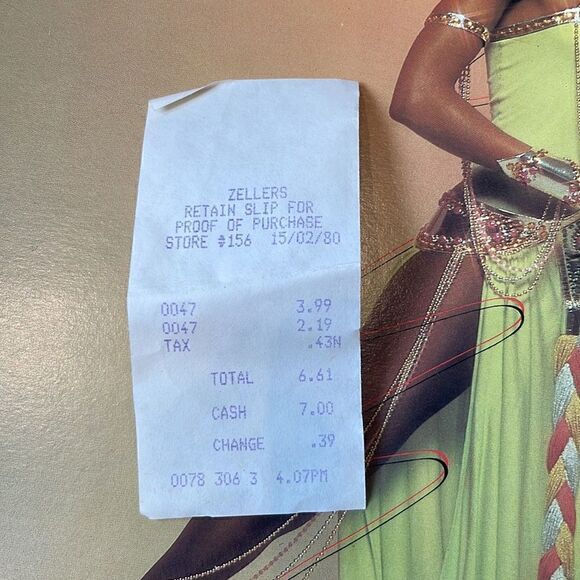 ZELLERS
RETAIN SLIP FOR
PROOF OF PURCHASE
STORE #156 15/02/80
0047 3.99
0047 2.19
TAX .43N
TOTAL 6.61
CASH 7.00
CHANGE .39
0078 306 3 4.07PM